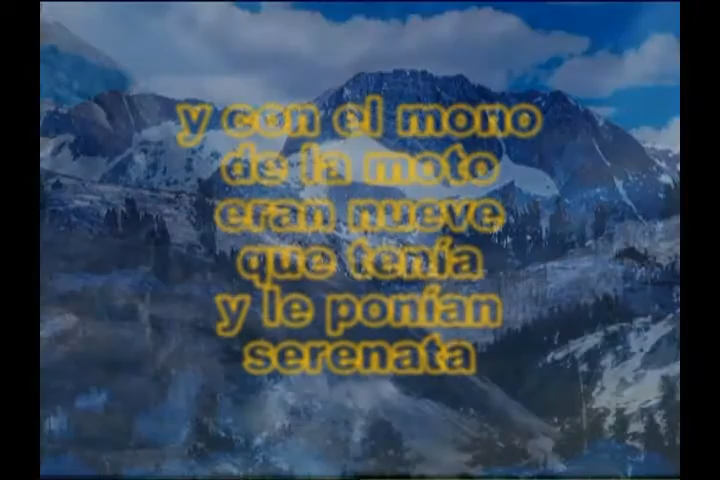 y con el mono
de la moto
eran nueve
que tenía
y le ponían
serenata